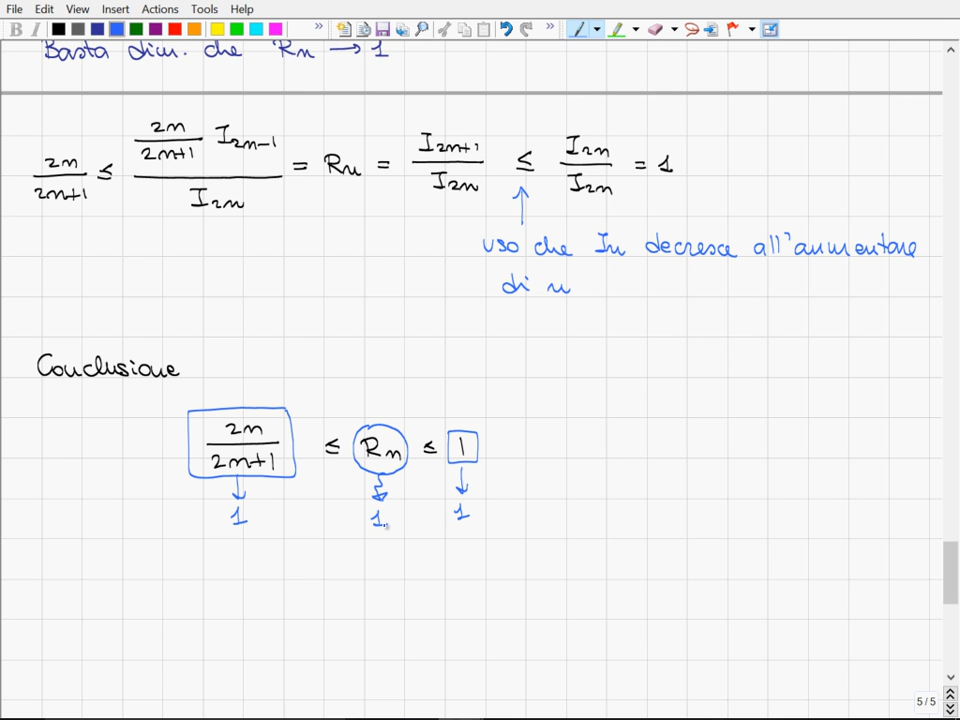 File Edit View Insert Actions Tools Help
B I » »
Basta dim. che Rn → 1
2n/2n+1 ≤ (2n/2n+1 I2n-1)/I2n = Rn = I2n+1/I2n ≤ I2n/I2n = 1
↑
uso che In decresce all'aumentare
di n
Conclusione
2n/2n+1 ≤ Rn ≤ 1
↓ ↓ ↓
1 1 1
5 / 5